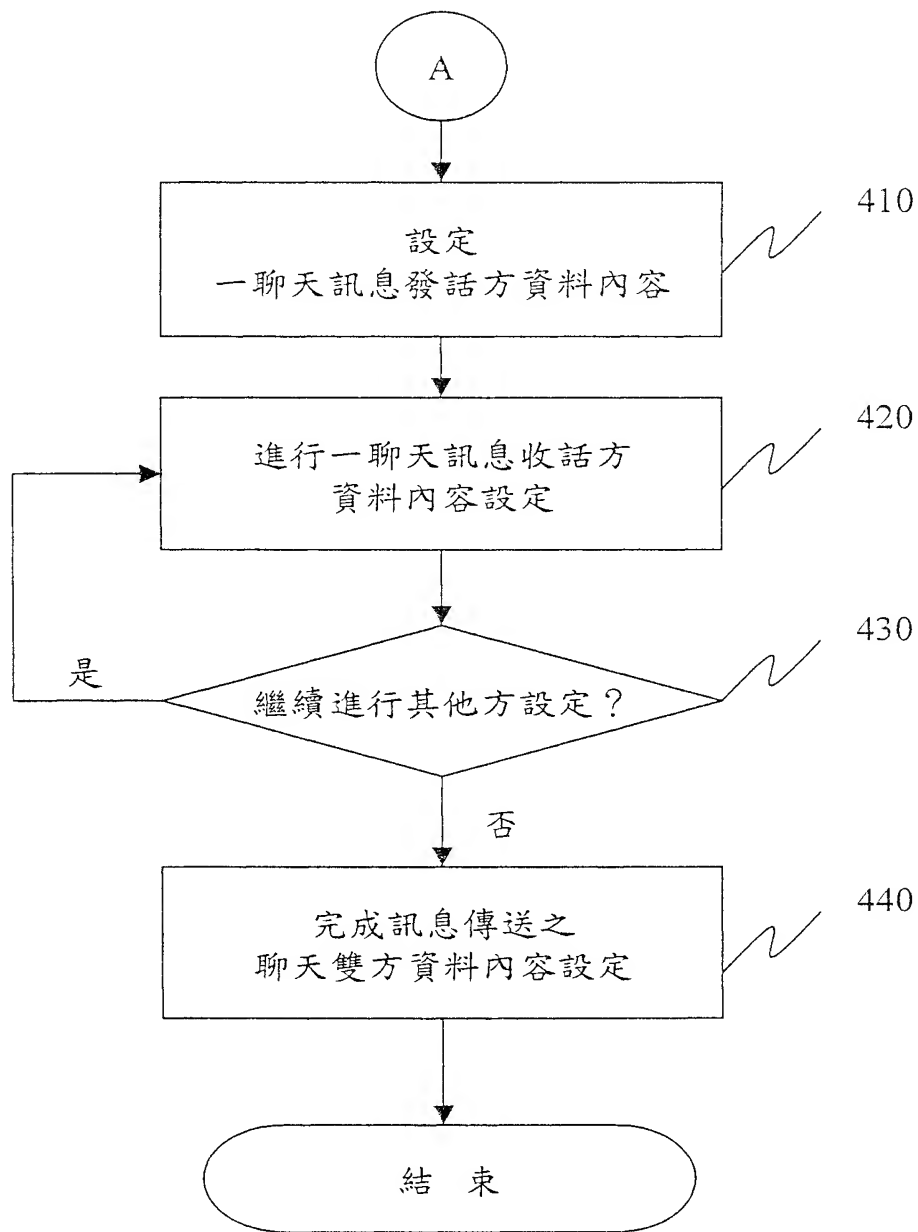 A
410
設定
一聊天訊息發話方資料內容
420
進行一聊天訊息收話方
資料內容設定
430
是
繼續進行其他方設定？
否
440
完成訊息傳送之
聊天雙方資料內容設定
結 束